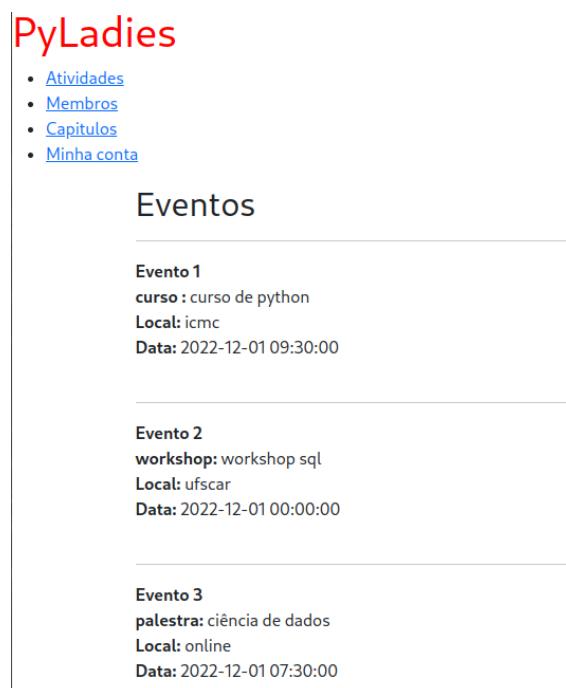 PyLadies
Atividades
Membros
Capitulos
Minha conta
Eventos
Evento 1
curso : curso de python
Local: icmc
Data: 2022-12-01 09:30:00
Evento 2
workshop: workshop sql
Local: ufscar
Data: 2022-12-01 00:00:00
Evento 3
palestra: ciência de dados
Local: online
Data: 2022-12-01 07:30:00